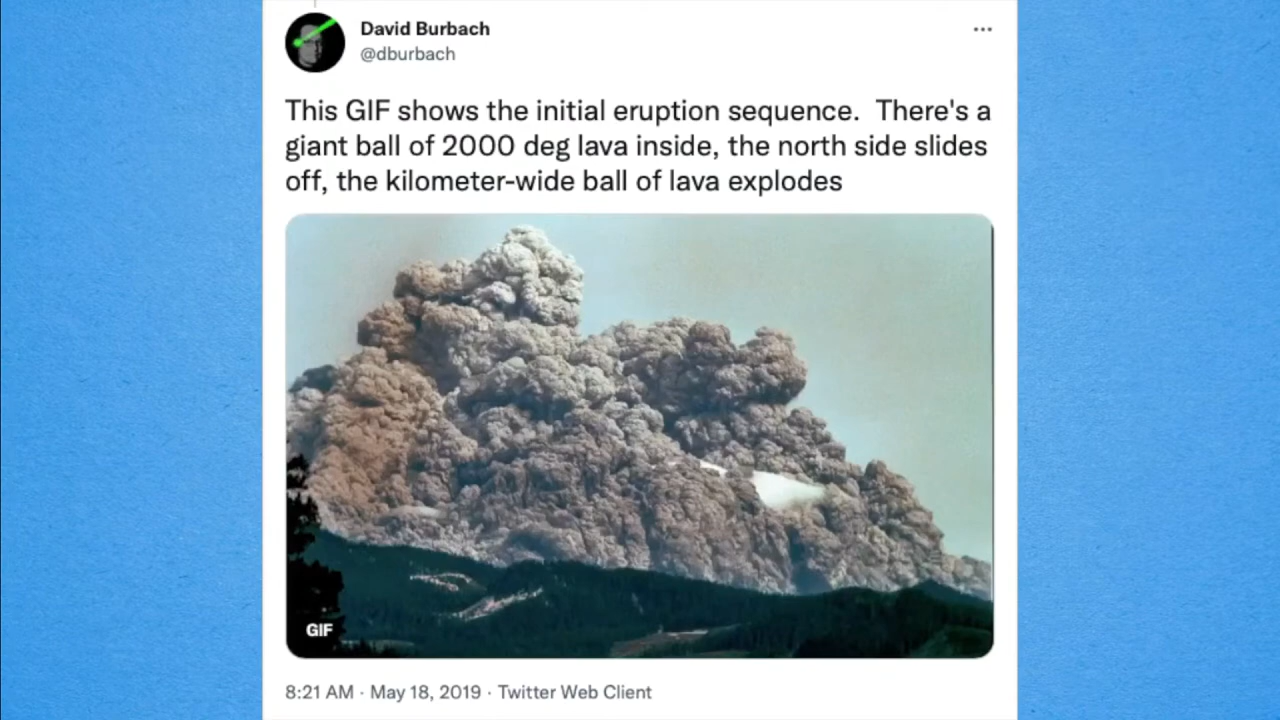 David Burbach
@dburbach
This GIF shows the initial eruption sequence.  There's a
giant ball of 2000 deg lava inside, the north side slides
off, the kilometer-wide ball of lava explodes
GIF
8:21 AM · May 18, 2019 · Twitter Web Client